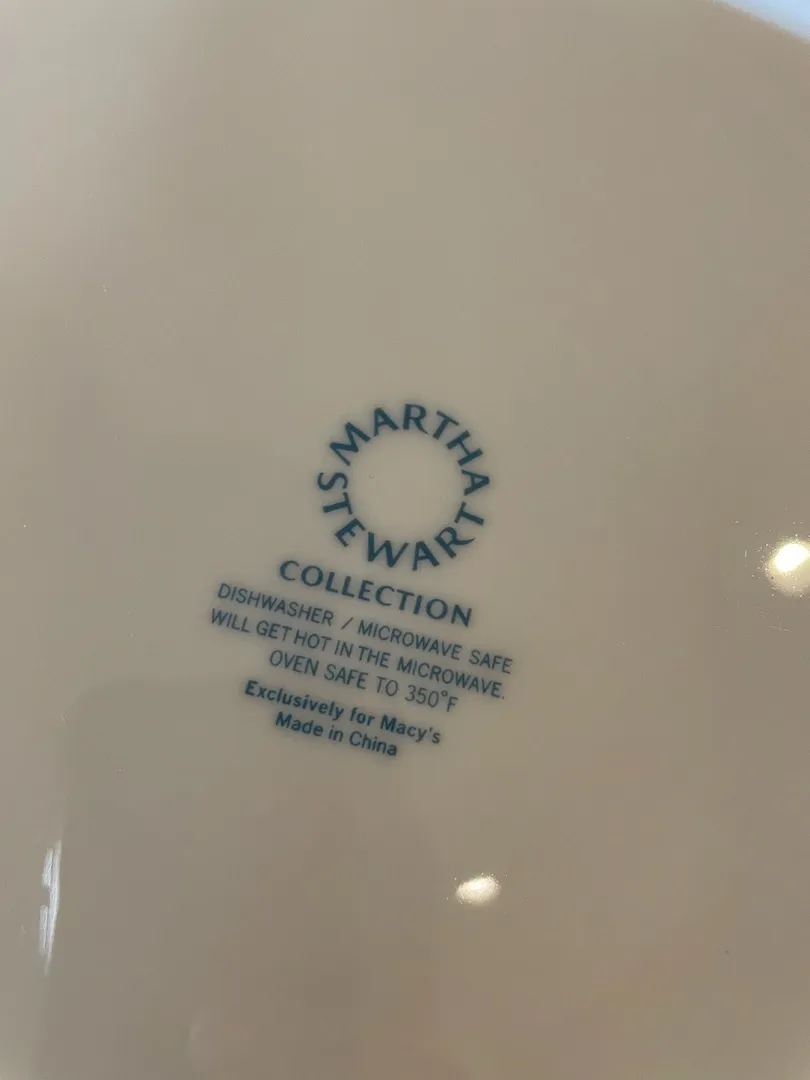 MARTHA
STEWART
COLLECTION
DISHWASHER / MICROWAVE SAFE
WILL GET HOT IN THE MICROWAVE.
OVEN SAFE TO 350°F
Exclusively for Macy's
Made in China